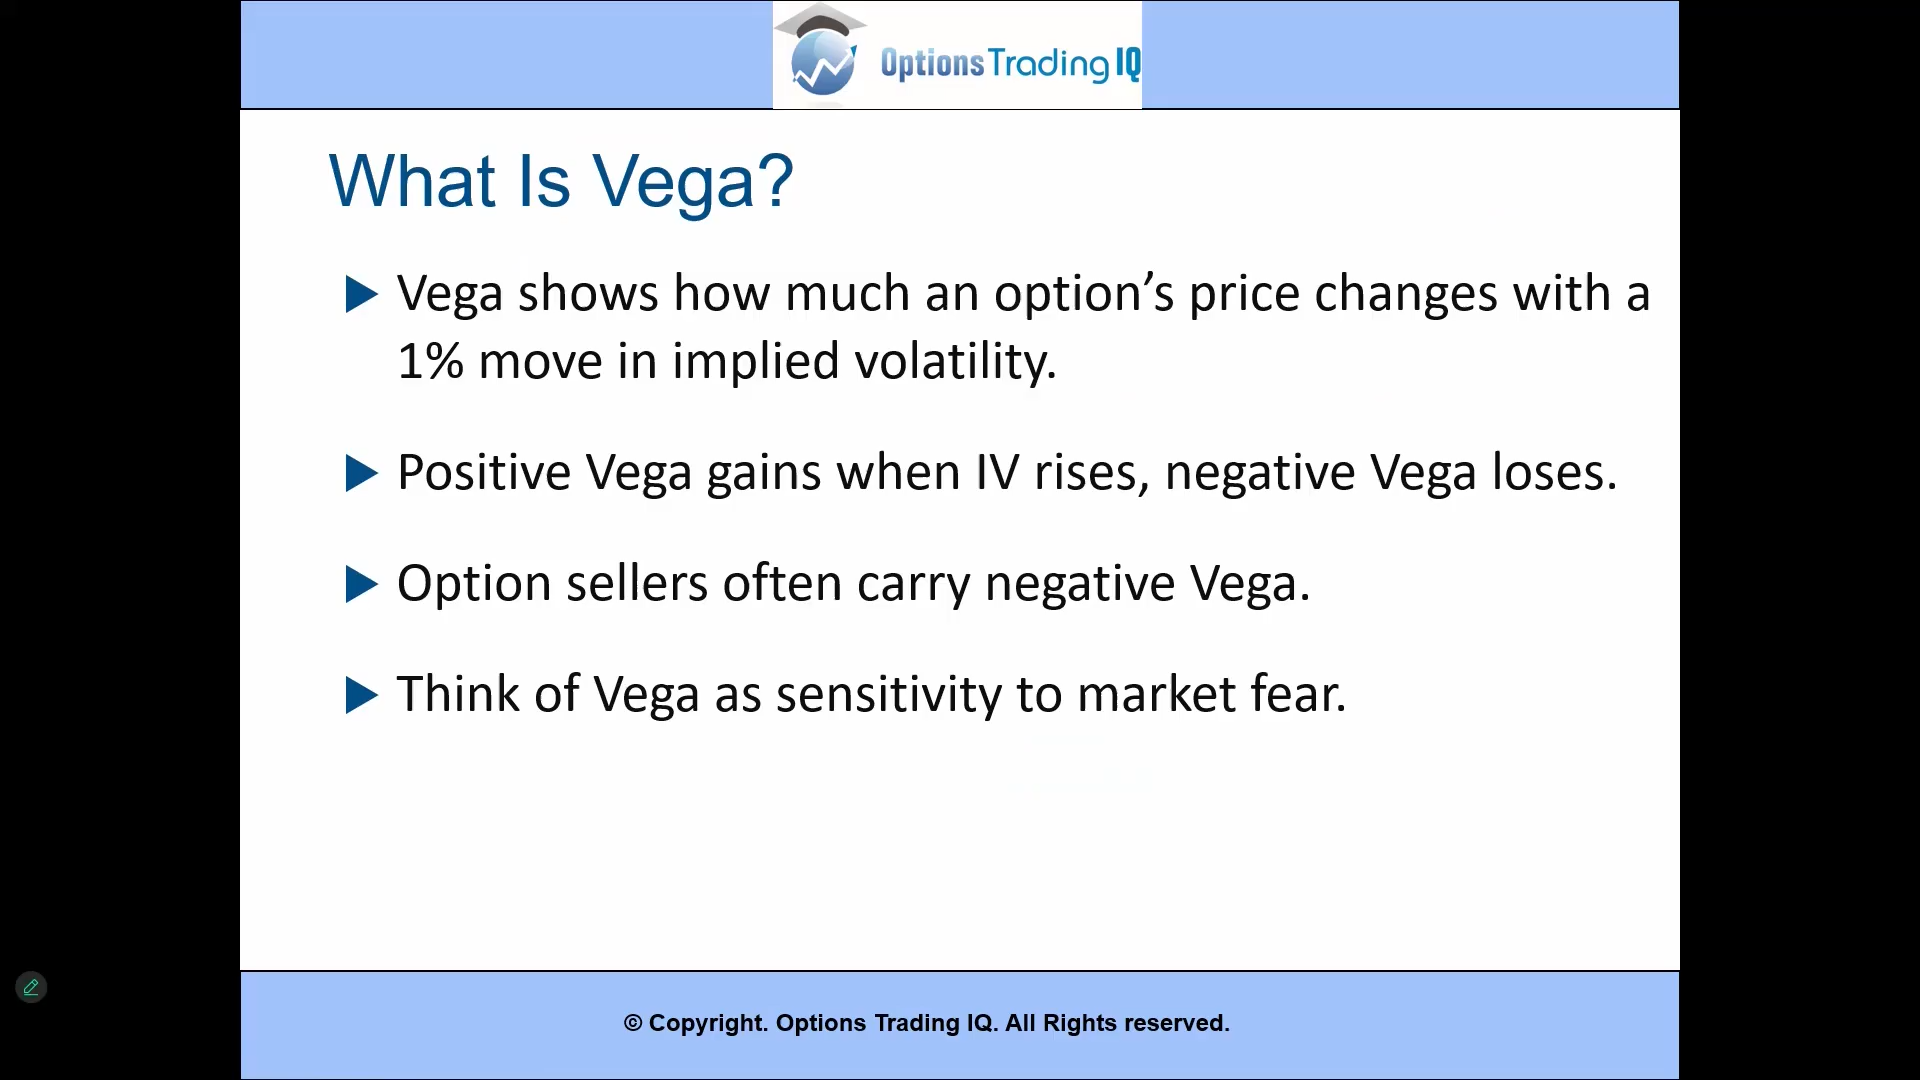 Options Trading IQ
What Is Vega?
Vega shows how much an option’s price changes with a
1% move in implied volatility.
Positive Vega gains when IV rises, negative Vega loses.
Option sellers often carry negative Vega.
Think of Vega as sensitivity to market fear.
© Copyright. Options Trading IQ. All Rights reserved.